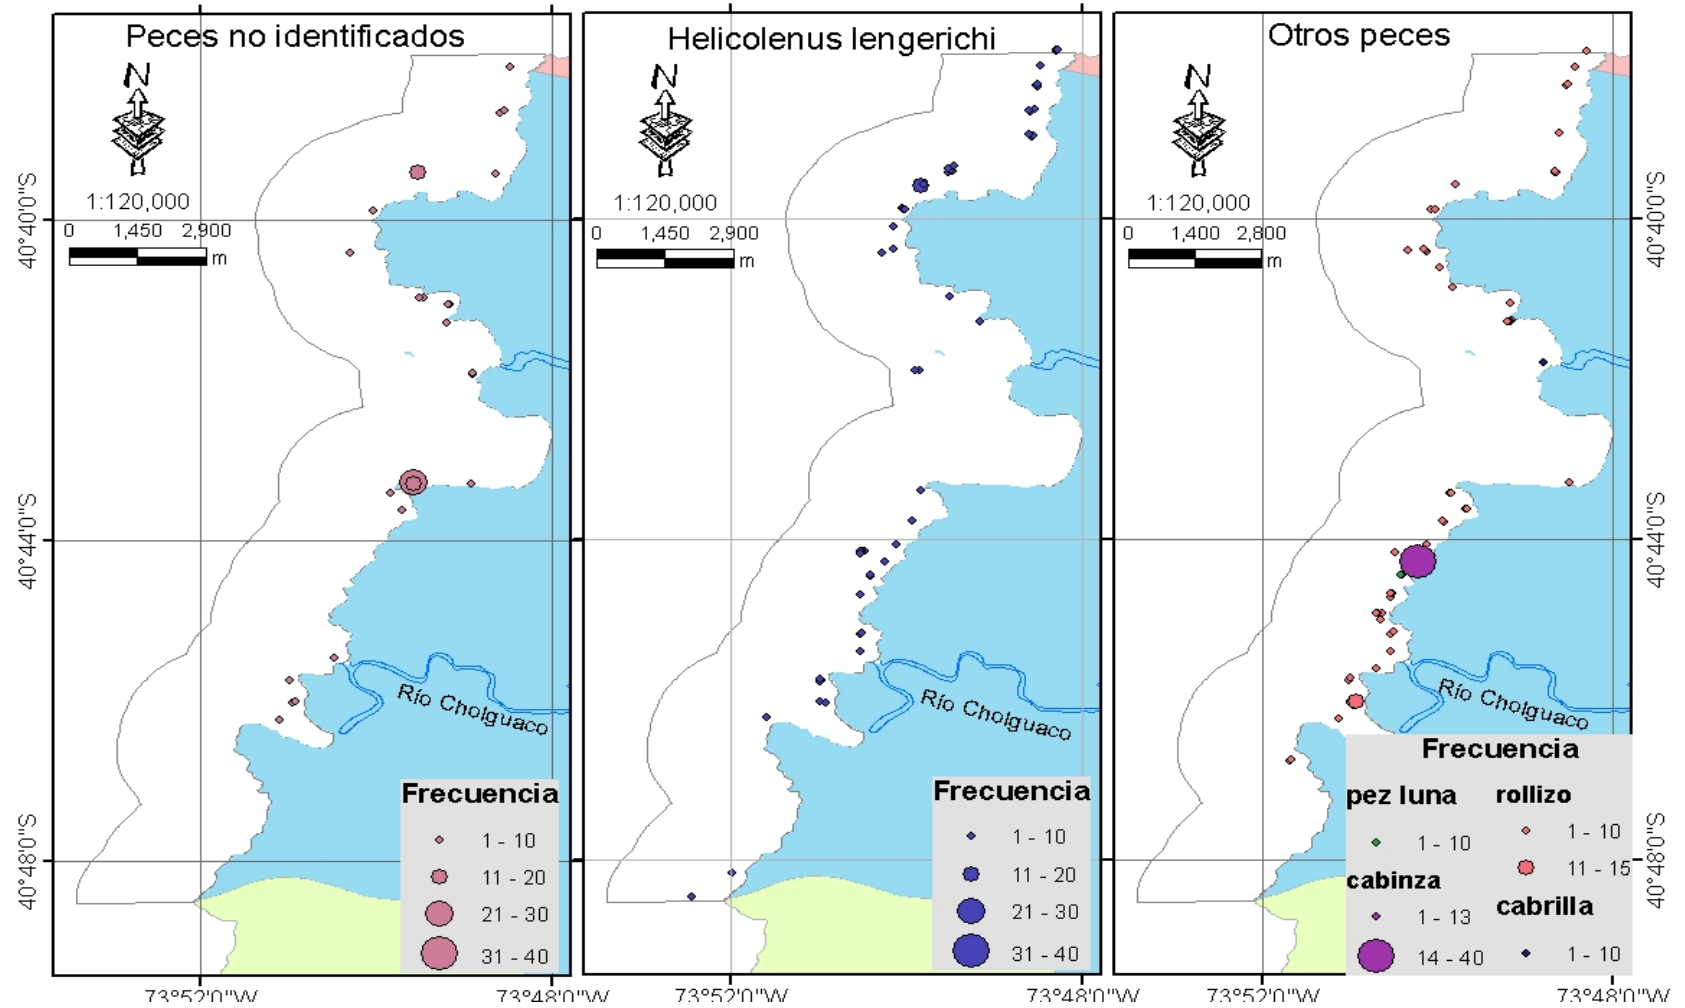 Peces no identificados
N
1:120,000
0 1,450 2,900
m
Río Cholguaco
Frecuencia
1 - 10
11 - 20
21 - 30
31 - 40
Helicolenus lengerichi
N
1:120,000
0 1,450 2,900
m
Río Cholguaco
Frecuencia
1 - 10
11 - 20
21 - 30
31 - 40
Otros peces
N
1:120,000
0 1,400 2,800
m
Río Cholguaco
Frecuencia
pez luna
1 - 10
cabinza
1 - 13
14 - 40
rollizo
1 - 10
11 - 15
cabrilla
1 - 10
40°40'0"S
40°44'0"S
40°48'0"S
40°40'0"S
40°44'0"S
40°48'0"S
73°52'0"W 73°48'0"W 73°52'0"W 73°48'0"W 73°52'0"W 73°48'0"W